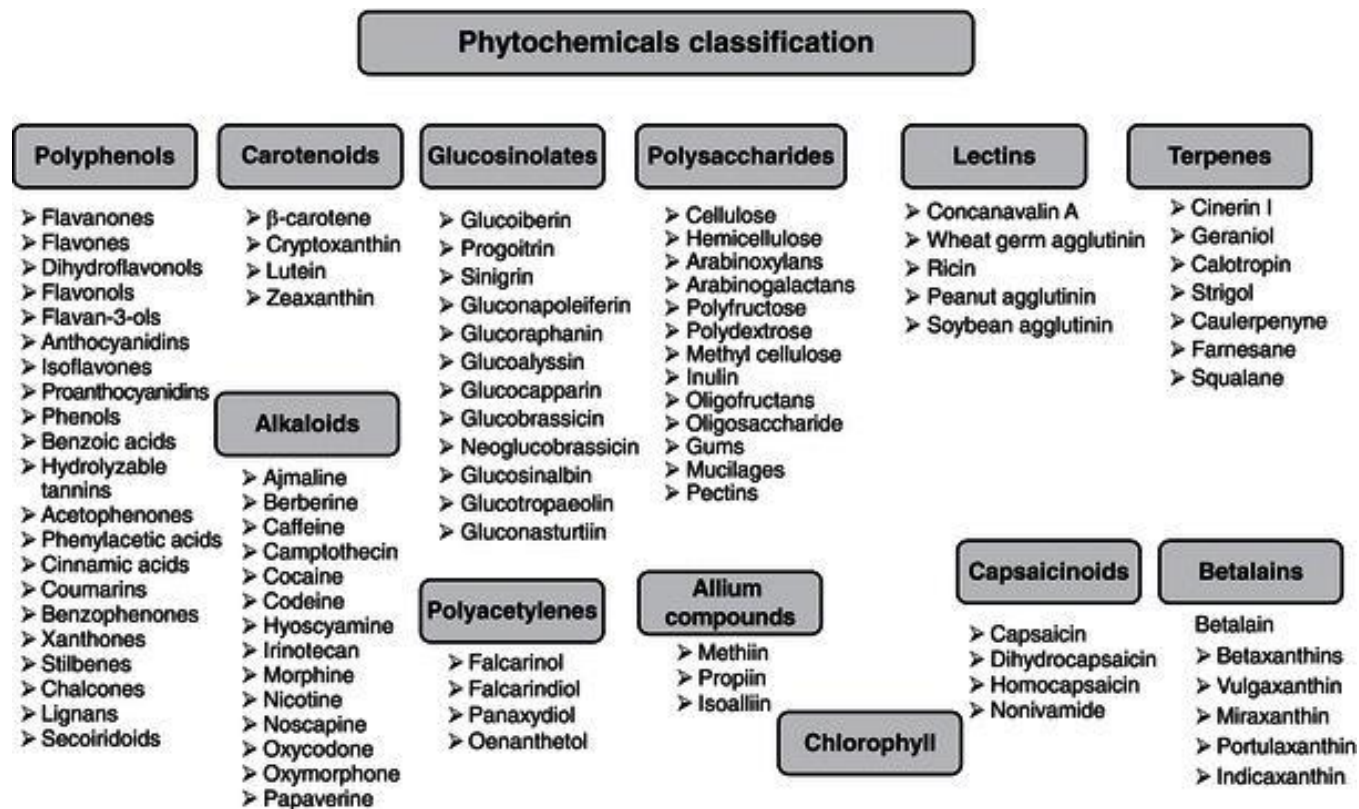 Phytochemicals classification
Polyphenols
➢ Flavanones
➢ Flavones
➢ Dihydroflavonols
➢ Flavonols
➢ Flavan-3-ols
➢ Anthocyanidins
➢ Isoflavones
➢ Proanthocyanidins
➢ Phenols
➢ Benzoic acids
➢ Hydrolyzable
tannins
➢ Acetophenones
➢ Phenylacetic acids
➢ Cinnamic acids
➢ Coumarins
➢ Benzophenones
➢ Xanthones
➢ Stilbenes
➢ Chalcones
➢ Lignans
➢ Secoiridoids
Carotenoids
➢ β-carotene
➢ Cryptoxanthin
➢ Lutein
➢ Zeaxanthin
Alkaloids
➢ Ajmaline
➢ Berberine
➢ Caffeine
➢ Camptothecin
➢ Cocaine
➢ Codeine
➢ Hyoscyamine
➢ Irinotecan
➢ Morphine
➢ Nicotine
➢ Noscapine
➢ Oxycodone
➢ Oxymorphone
➢ Papaverine
Glucosinolates
➢ Glucoiberin
➢ Progoitrin
➢ Sinigrin
➢ Gluconapoleiferin
➢ Glucoraphanin
➢ Glucoalyssin
➢ Glucocapparin
➢ Glucobrassicin
➢ Neoglucobrassicin
➢ Glucosinalbin
➢ Glucotropaeolin
➢ Gluconasturtiin
Polyacetylenes
➢ Falcarinol
➢ Falcarindiol
➢ Panaxydiol
➢ Oenanthetol
Polysaccharides
➢ Cellulose
➢ Hemicellulose
➢ Arabinoxylans
➢ Arabinogalactans
➢ Polyfructose
➢ Polydextrose
➢ Methyl cellulose
➢ Inulin
➢ Oligofructans
➢ Oligosaccharide
➢ Gums
➢ Mucilages
➢ Pectins
Allium
compounds
➢ Methiin
➢ Propiin
➢ Isoalliin
Chlorophyll
Lectins
➢ Concanavalin A
➢ Wheat germ agglutinin
➢ Ricin
➢ Peanut agglutinin
➢ Soybean agglutinin
Capsaicinoids
➢ Capsaicin
➢ Dihydrocapsaicin
➢ Homocapsaicin
➢ Nonivamide
Terpenes
➢ Cinerin I
➢ Geraniol
➢ Calotropin
➢ Strigol
➢ Caulerpenyne
➢ Farnesane
➢ Squalane
Betalains
Betalain
➢ Betaxanthins
➢ Vulgaxanthin
➢ Miraxanthin
➢ Portulaxanthin
➢ Indicaxanthin